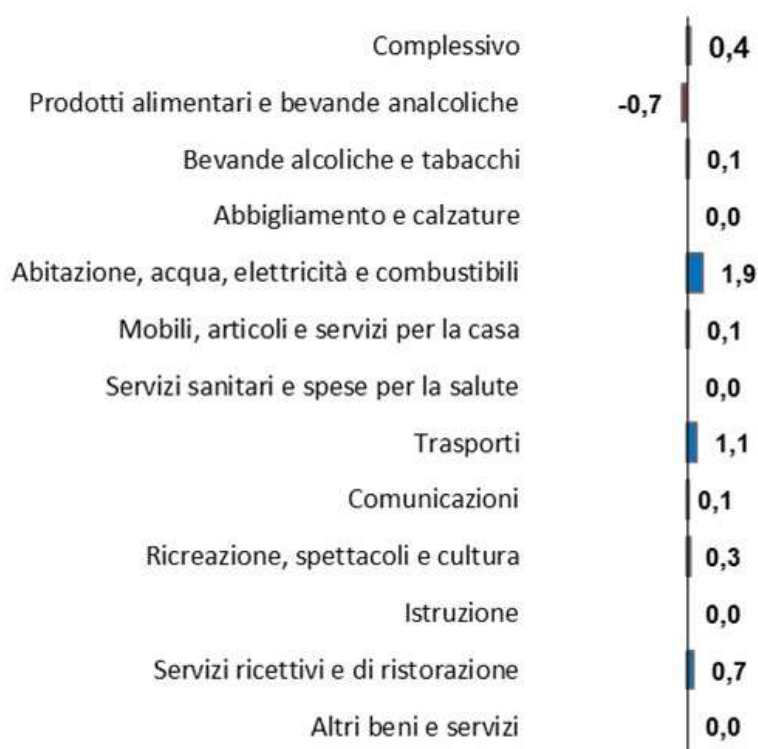 Complessivo 0,4
Prodotti alimentari e bevande analcoliche -0,7
Bevande alcoliche e tabacchi 0,1
Abbigliamento e calzature 0,0
Abitazione, acqua, elettricità e combustibili 1,9
Mobili, articoli e servizi per la casa 0,1
Servizi sanitari e spese per la salute 0,0
Trasporti 1,1
Comunicazioni 0,1
Ricreazione, spettacoli e cultura 0,3
Istruzione 0,0
Servizi ricettivi e di ristorazione 0,7
Altri beni e servizi 0,0